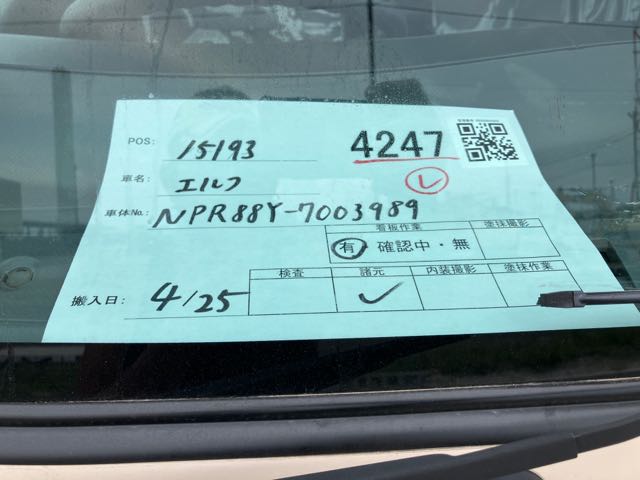 POS: 15193
4247
車名: エルフ
レ
車体No.: NPR88Y-7003989
看板作業 塗抹撮影
有 確認中・無
検査 諸元 内装撮影 塗抹作業
搬入日: 4/25 ✓